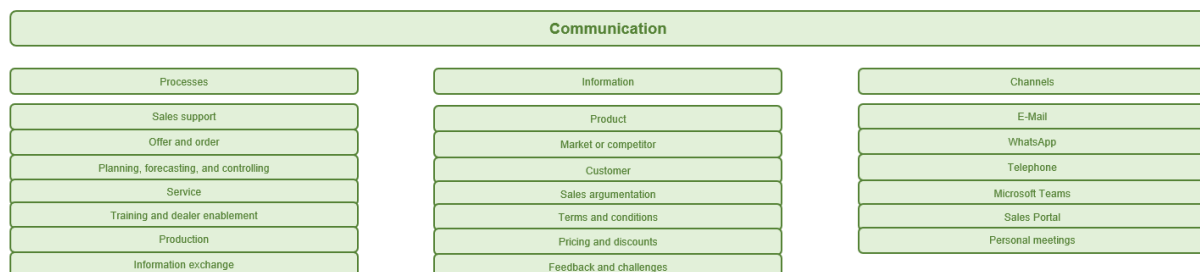 Communication
Processes
Sales support
Offer and order
Planning, forecasting, and controlling
Service
Training and dealer enablement
Production
Information exchange
Information
Product
Market or competitor
Customer
Sales argumentation
Terms and conditions
Pricing and discounts
Feedback and challenges
Channels
E-Mail
WhatsApp
Telephone
Microsoft Teams
Sales Portal
Personal meetings